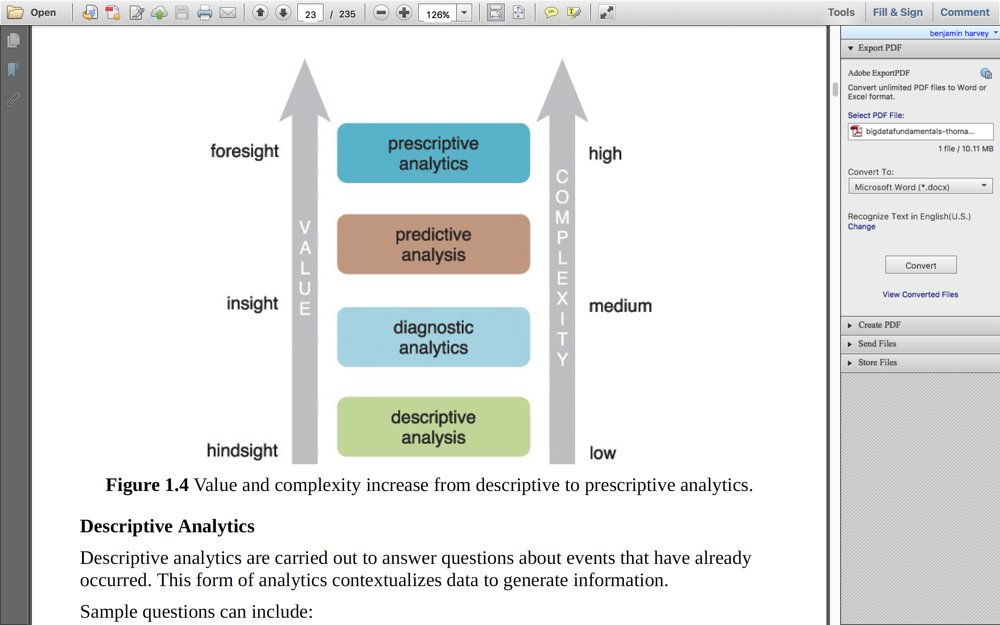 Open
23 / 235
126%
Tools
Fill & Sign
Comment
benjamin harvey
Export PDF
Adobe ExportPDF
Convert unlimited PDF files to Word or
Excel format.
Select PDF File:
bigdatafundamentals-thoma...
1 file / 10.11 MB
Convert To:
Microsoft Word (*.docx)
Recognize Text in English(U.S.)
Change
Convert
View Converted Files
Create PDF
Send Files
Store Files
foresight
insight
hindsight
VALUE
prescriptive
analytics
predictive
analysis
diagnostic
analytics
descriptive
analysis
COMPLEXITY
high
medium
low
Figure 1.4 Value and complexity increase from descriptive to prescriptive analytics.
Descriptive Analytics
Descriptive analytics are carried out to answer questions about events that have already
occurred. This form of analytics contextualizes data to generate information.
Sample questions can include: